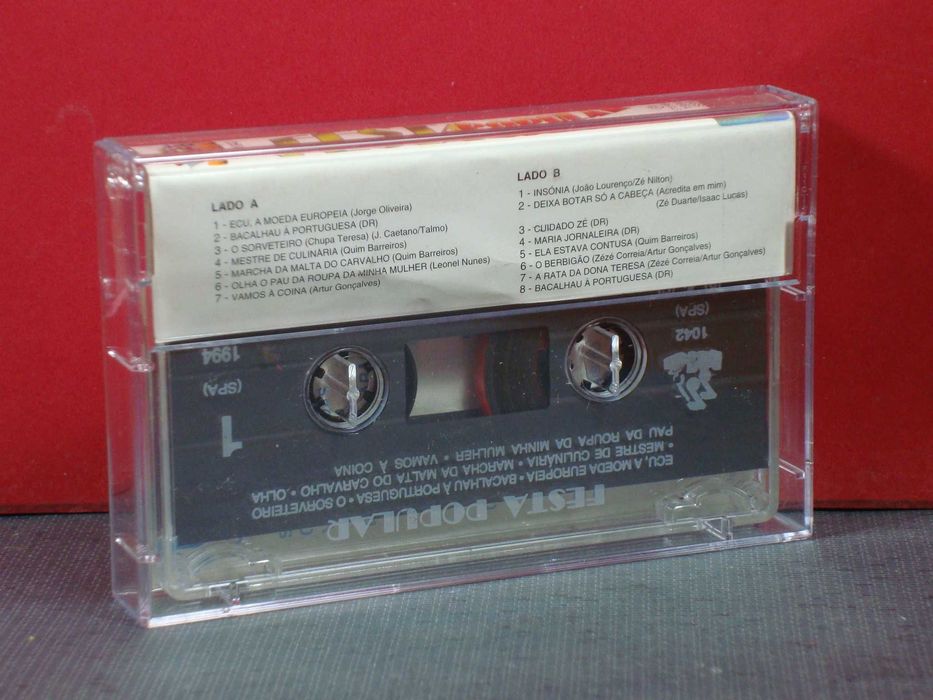 LADO A
1 - ECU, A MOEDA EUROPEIA (Jorge Oliveira)
2 - BACALHAU À PORTUGUESA (DR)
3 - O SORVETEIRO (Chupa Teresa) (J. Caetano/Taimo)
4 - MESTRE DE CULINÁRIA (Quim Barreiros)
5 - MARCHA DA MALTA DO CARVALHO (Quim Barreiros)
6 - OLHA O PAU DA ROUPA DA MINHA MULHER (Leonel Nunes)
7 - VAMOS À COINA (Artur Gonçalves)
LADO B
1 - INSÓNIA (João Lourenço/Zé Nilton)
2 - DEIXA BOTAR SÓ A CABEÇA (Acredita em mim)
(Zé Duarte/Isaac Lucas)
3 - CUIDADO ZÉ (DR)
4 - MARIA JORNALEIRA (DR)
5 - ELA ESTAVA CONTUSA (Quim Barreiros)
6 - O BERBIGÃO (Zézé Correia/Artur Gonçalves)
7 - A RATA DA DONA TERESA (Zézé Correia/Artur Gonçalves)
8 - BACALHAU À PORTUGUESA (DR)
FESTA POPULAR
ECU, A MOEDA EUROPEIA • BACALHAU À PORTUGUESA • O SORVETEIRO
• MESTRE DE CULINÁRIA • MARCHA DA MALTA DO CARVALHO • OLHA
PAU DA ROUPA DA MINHA MULHER • VAMOS À COINA
1
(SPA)
1994
1042
(SPA)